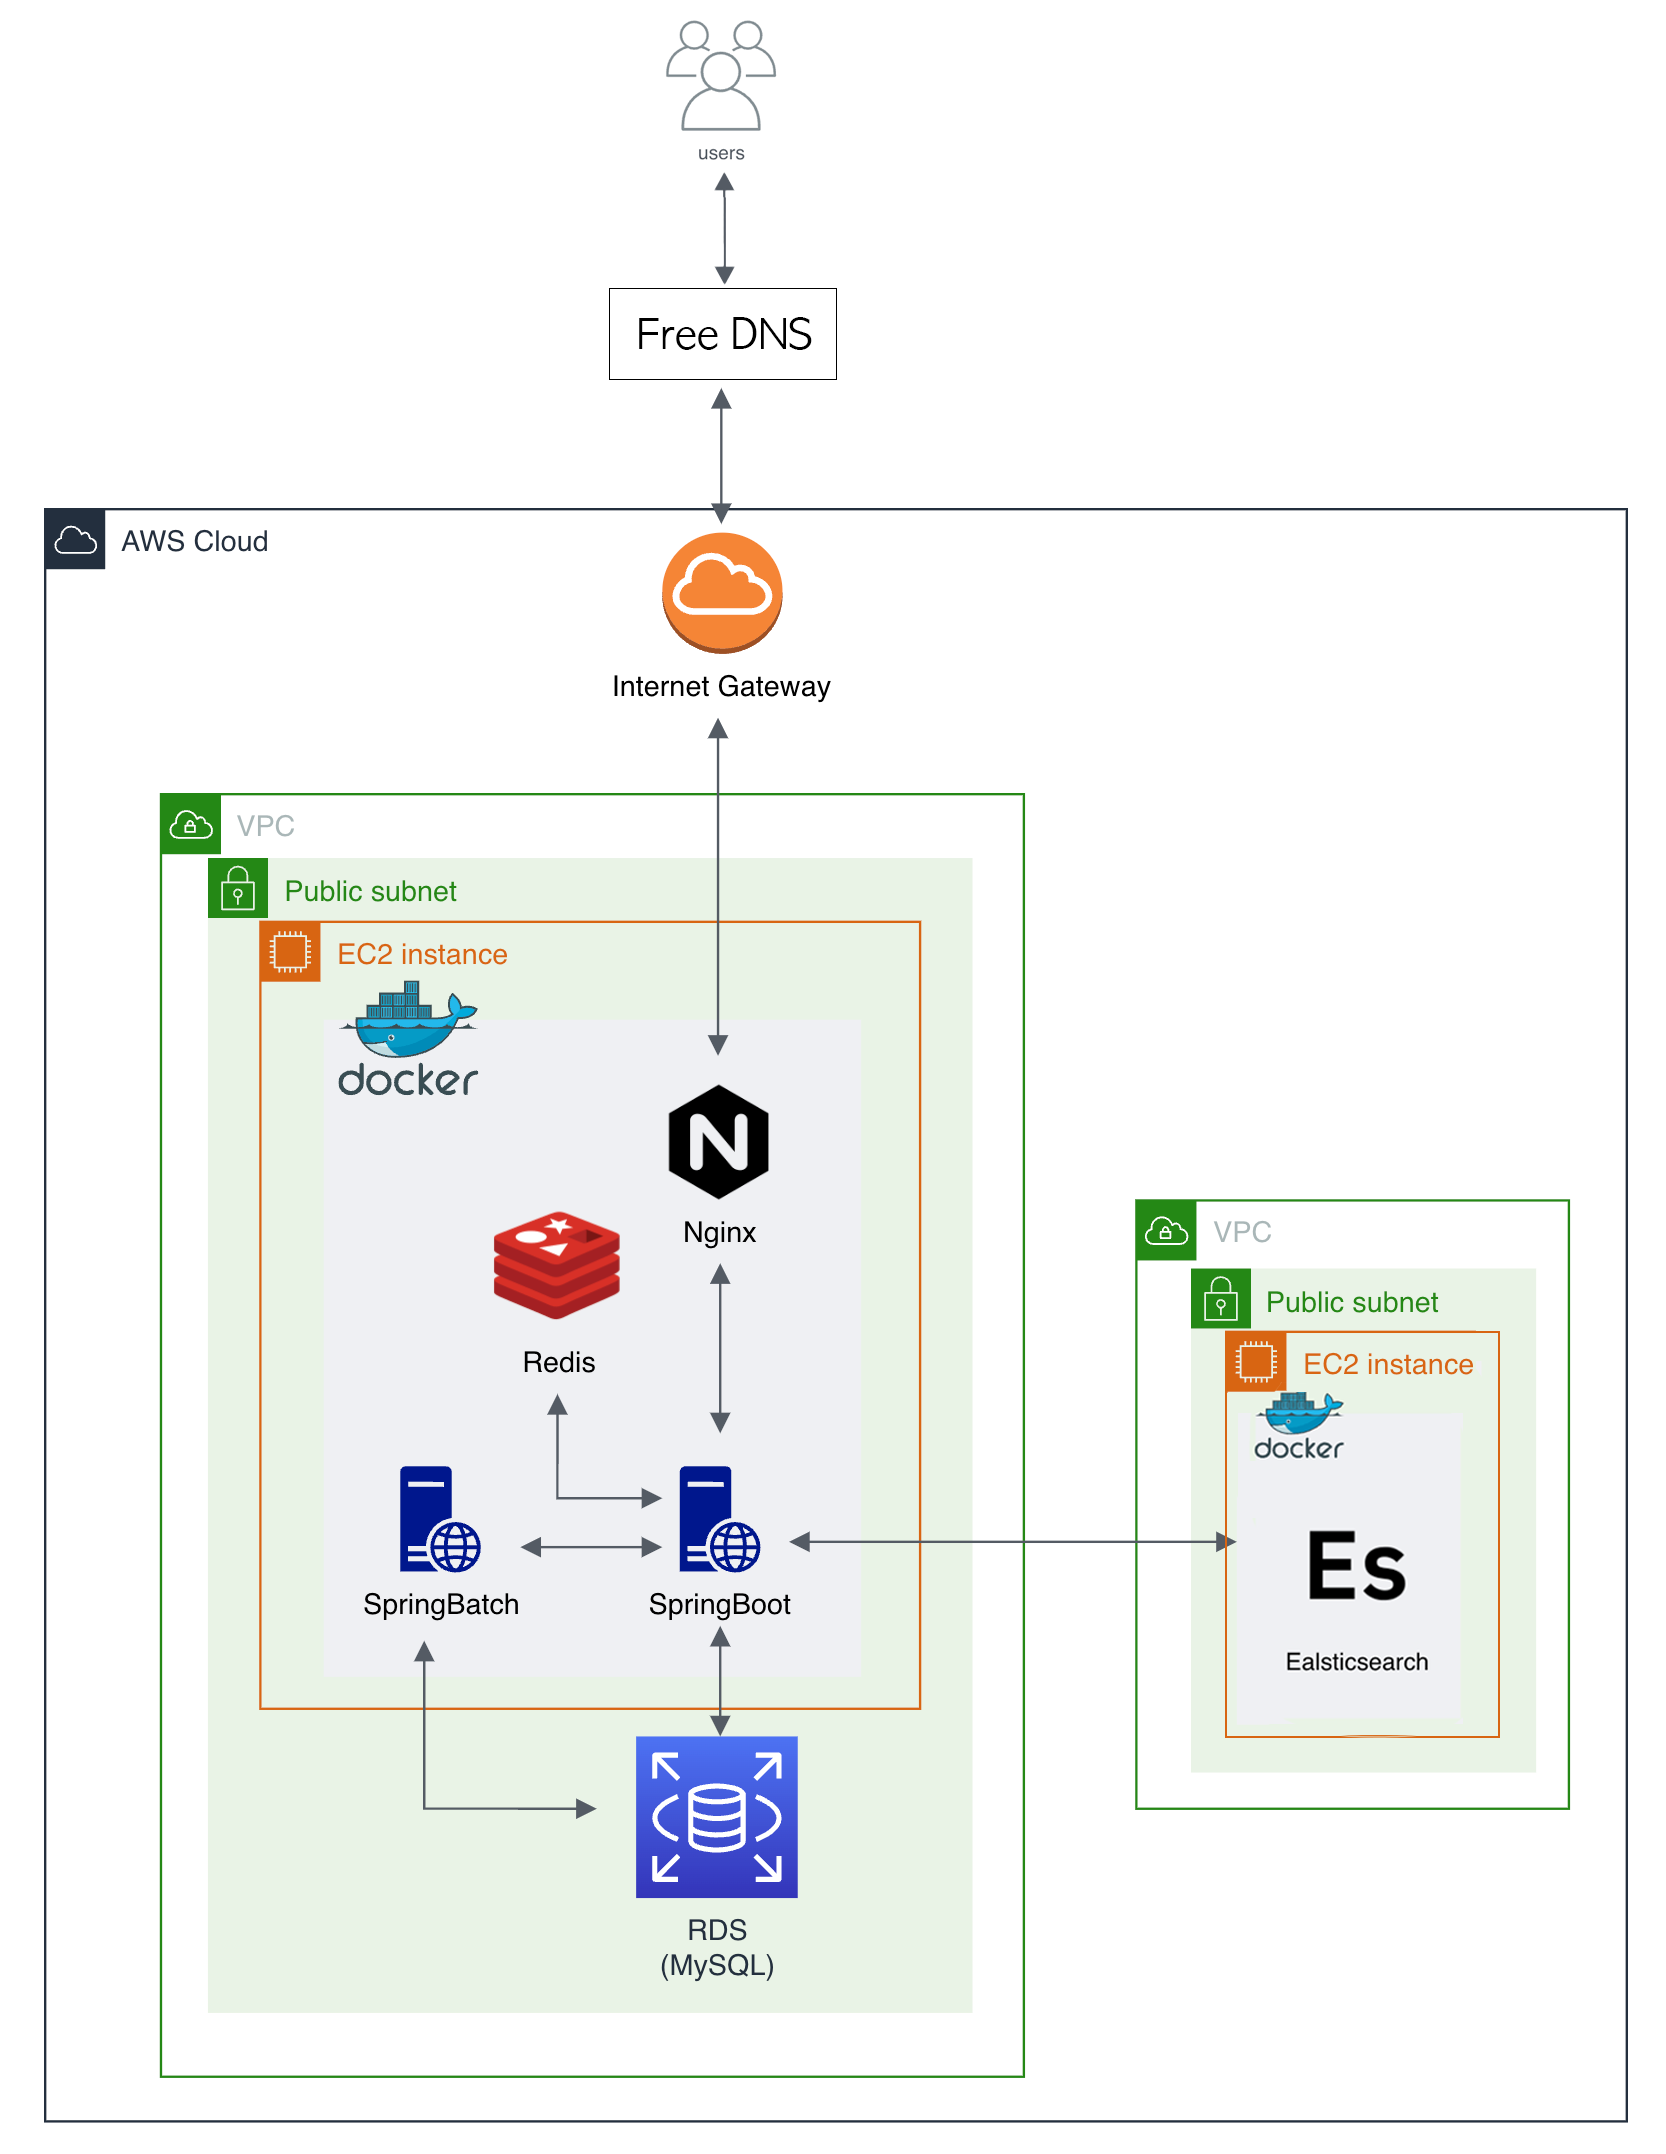 users
Free DNS
AWS Cloud
Internet Gateway
VPC
Public subnet
EC2 instance
docker
Nginx
Redis
SpringBatch
SpringBoot
RDS
(MySQL)
VPC
Public subnet
EC2 instance
docker
Es
Ealsticsearch